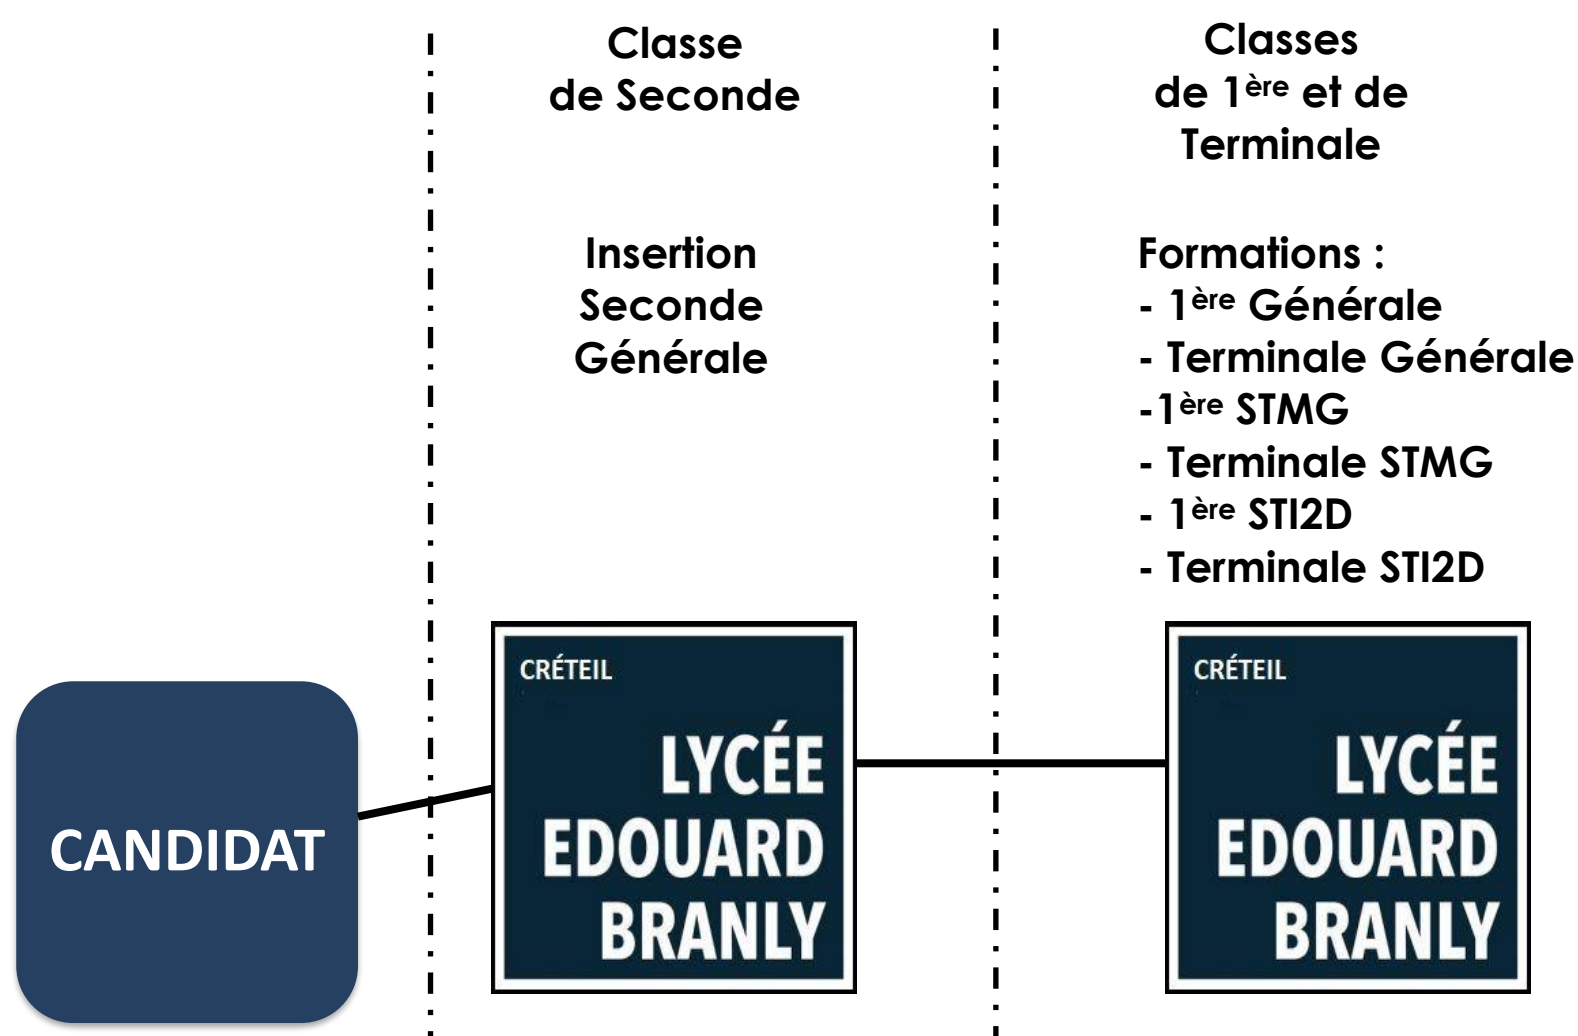 Classe
de Seconde
Classes
de 1ère et de
Terminale
Insertion
Seconde
Générale
Formations :
- 1ère Générale
- Terminale Générale
-1ère STMG
- Terminale STMG
- 1ère STI2D
- Terminale STI2D
CANDIDAT
CRÉTEIL
LYCÉE
EDOUARD
BRANLY
CRÉTEIL
LYCÉE
EDOUARD
BRANLY